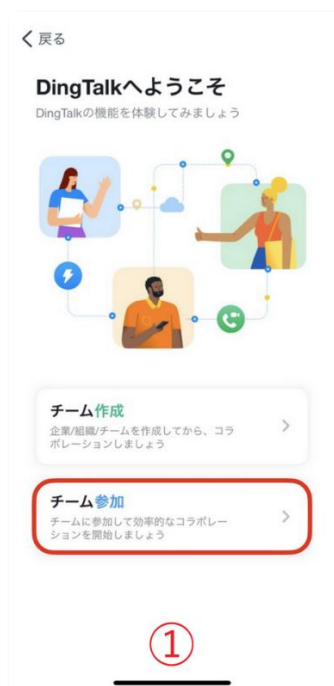 戻る
DingTalkへようこそ
DingTalkの機能を体験してみましょう
チーム作成
企業/組織/チームを作成してから、コラ
ボレーションしましょう
チーム参加
チームに参加して効率的なコラボレー
ションを開始しましょう
①